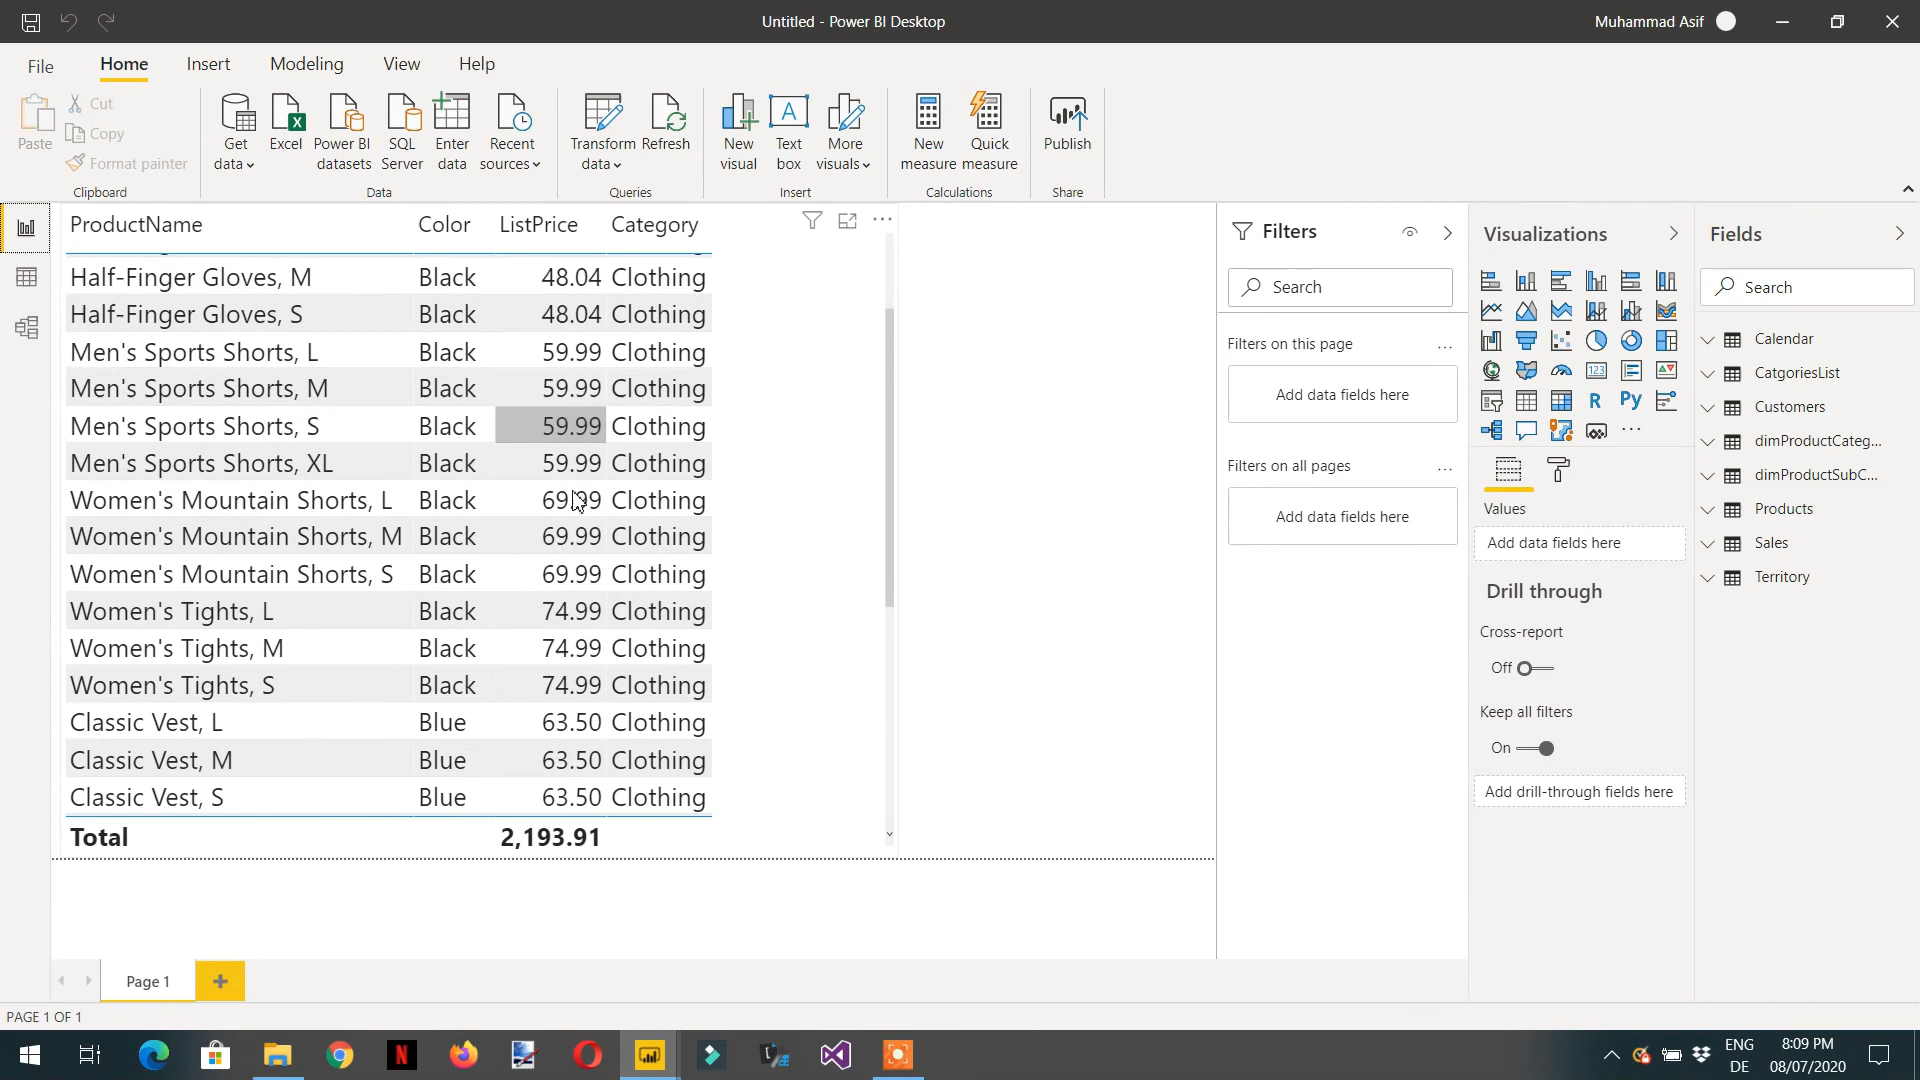 Untitled - Power BI Desktop
Muhammad Asif
File
Home
Insert
Modeling
View
Help
Paste
Cut
Copy
Format painter
Clipboard
Get data
Excel
Power BI datasets
SQL Server
Enter data
Recent sources
Data
Transform data
Refresh
Queries
New visual
Text box
More visuals
Insert
New measure
Quick measure
Calculations
Publish
Share
ProductName Color ListPrice Category
Half-Finger Gloves, M Black 48.04 Clothing
Half-Finger Gloves, S Black 48.04 Clothing
Men's Sports Shorts, L Black 59.99 Clothing
Men's Sports Shorts, M Black 59.99 Clothing
Men's Sports Shorts, S Black 59.99 Clothing
Men's Sports Shorts, XL Black 59.99 Clothing
Women's Mountain Shorts, L Black 69.99 Clothing
Women's Mountain Shorts, M Black 69.99 Clothing
Women's Mountain Shorts, S Black 69.99 Clothing
Women's Tights, L Black 74.99 Clothing
Women's Tights, M Black 74.99 Clothing
Women's Tights, S Black 74.99 Clothing
Classic Vest, L Blue 63.50 Clothing
Classic Vest, M Blue 63.50 Clothing
Classic Vest, S Blue 63.50 Clothing
Total 2,193.91
Filters
Search
Filters on this page ...
Add data fields here
Filters on all pages ...
Add data fields here
Visualizations
123
R
Py
...
Values
Add data fields here
Drill through
Cross-report
Off
Keep all filters
On
Add drill-through fields here
Fields
Search
Calendar
CatgoriesList
Customers
dimProductCateg...
dimProductSubC...
Products
Sales
Territory
Page 1
PAGE 1 OF 1
N
ENG
DE
8:09 PM
08/07/2020